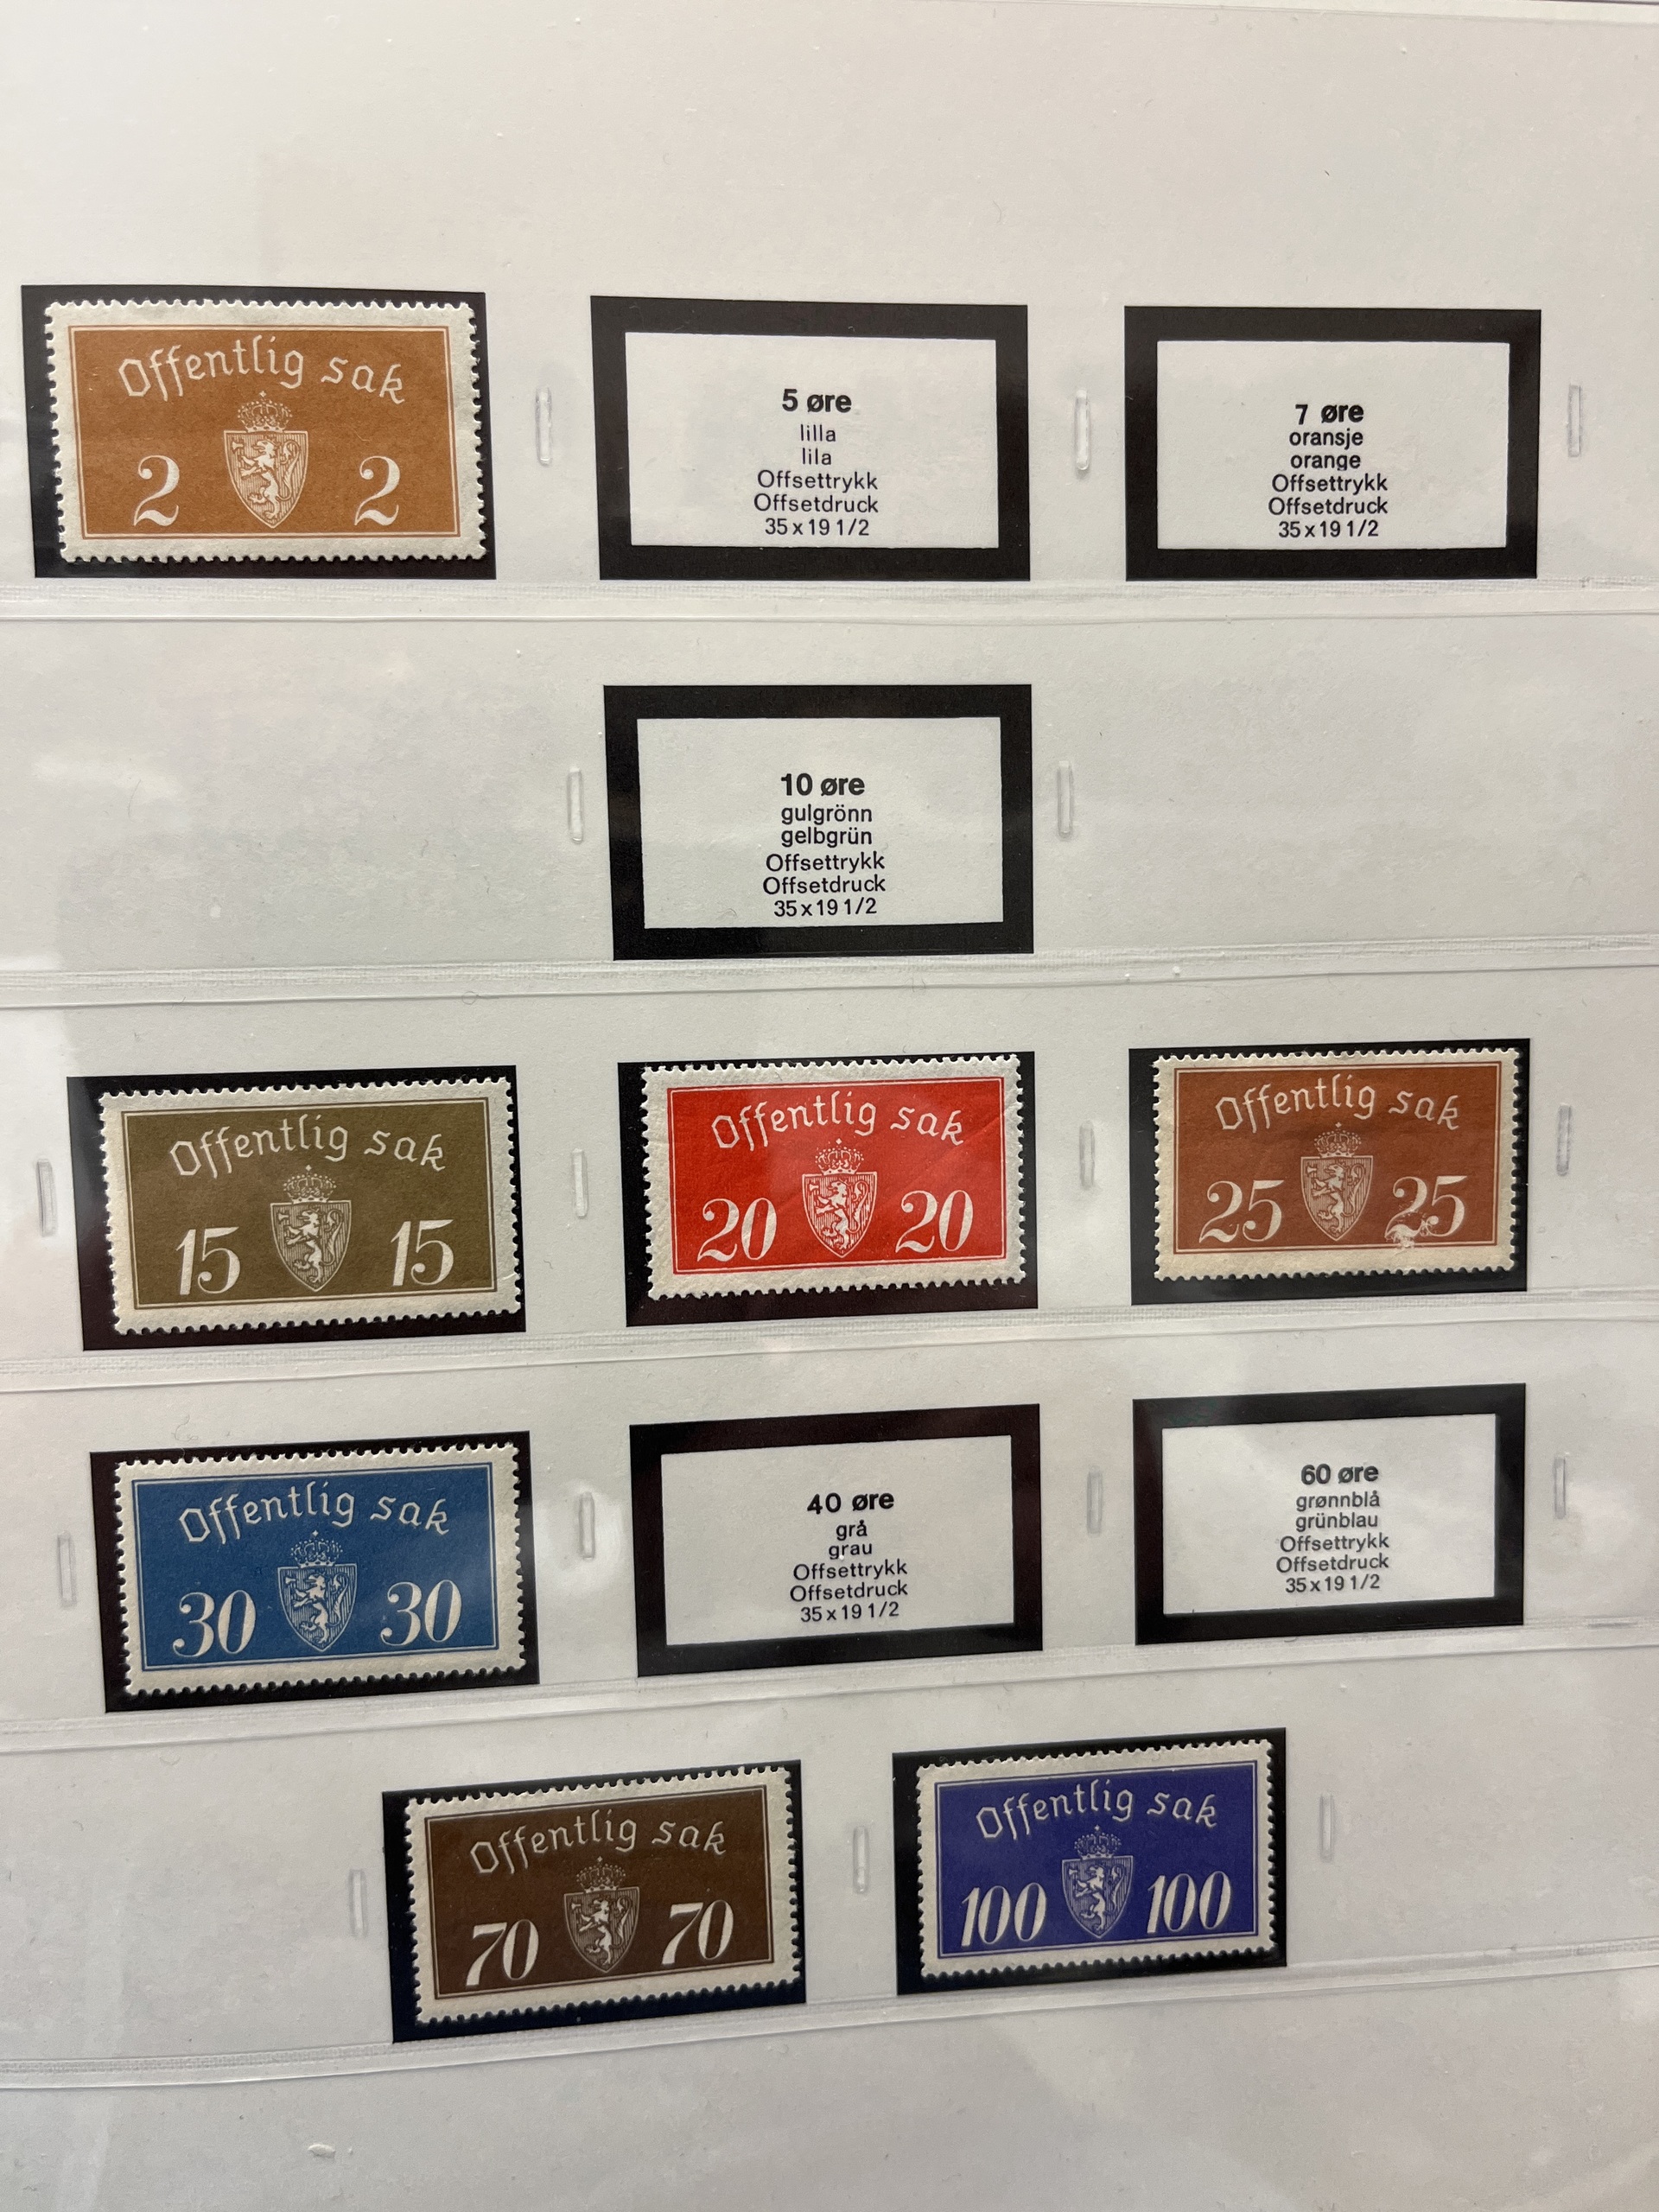 Offentlig sak
2 2
5 øre
lilla
lila
Offsettrykk
Offsetdruck
35 x 19 1/2
7 øre
oransje
orange
Offsettrykk
Offsetdruck
35 x 19 1/2
10 øre
gulgrönn
gelbgrün
Offsettrykk
Offsetdruck
35 x 19 1/2
Offentlig sak
15 15
Offentlig sak
20 20
Offentlig sak
25 25
Offentlig sak
30 30
40 øre
grå
grau
Offsettrykk
Offsetdruck
35 x 19 1/2
60 øre
grønnblå
grünblau
Offsettrykk
Offsetdruck
35 x 19 1/2
Offentlig sak
70 70
Offentlig sak
100 100